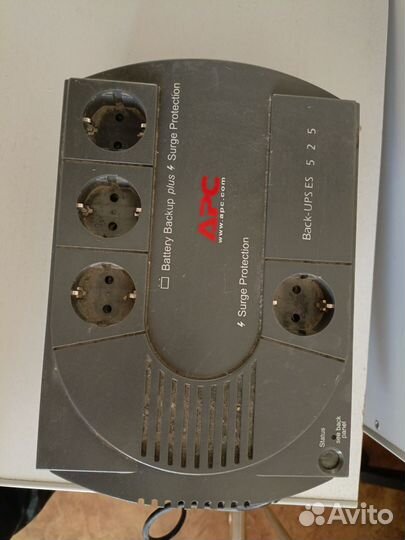 Battery Backup plus Surge Protection
APC
www.apc.com
Surge Protection
Back-UPS ES 525
Status
see back
panel
Avito